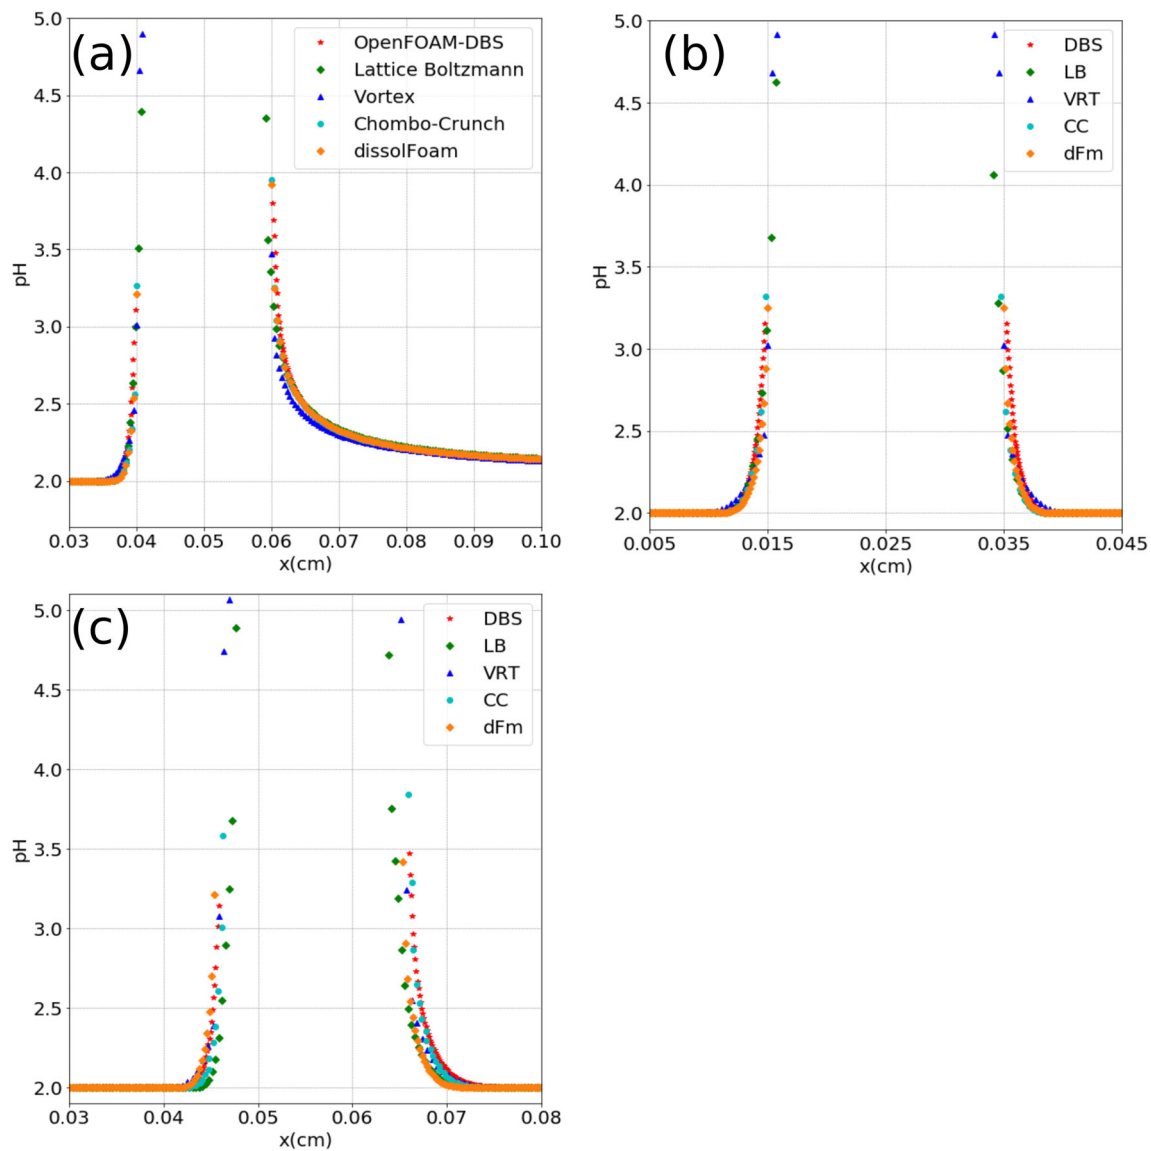 (a)
5.0
4.5
4.0
3.5
3.0
2.5
2.0
pH
OpenFOAM-DBS
Lattice Boltzmann
Vortex
Chombo-Crunch
dissolFoam
0.03 0.04 0.05 0.06 0.07 0.08 0.09 0.10
x(cm)
(b)
5.0
4.5
4.0
3.5
3.0
2.5
2.0
pH
DBS
LB
VRT
CC
dFm
0.005 0.015 0.025 0.035 0.045
x(cm)
(c)
5.0
4.5
4.0
3.5
3.0
2.5
2.0
pH
DBS
LB
VRT
CC
dFm
0.03 0.04 0.05 0.06 0.07 0.08
x(cm)